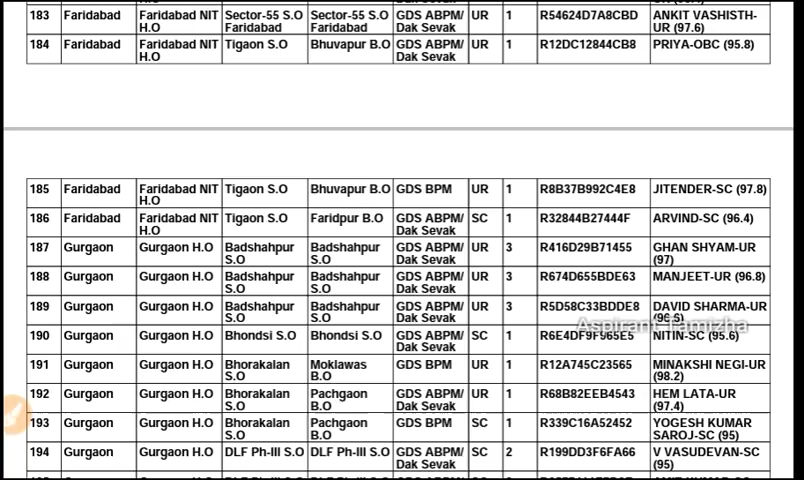 183 Faridabad Faridabad NIT H.O Sector-55 S.O Faridabad Sector-55 S.O Faridabad GDS ABPM/ Dak Sevak UR 1 R54624D7A8CBD ANKIT VASHISTH-UR (97.6)
184 Faridabad Faridabad NIT H.O Tigaon S.O Bhuvapur B.O GDS ABPM/ Dak Sevak UR 1 R12DC12844CB8 PRIYA-OBC (95.8)
185 Faridabad Faridabad NIT H.O Tigaon S.O Bhuvapur B.O GDS BPM UR 1 R8B37B992C4E8 JITENDER-SC (97.8)
186 Faridabad Faridabad NIT H.O Tigaon S.O Faridpur B.O GDS ABPM/ Dak Sevak SC 1 R32844B27444F ARVIND-SC (96.4)
187 Gurgaon Gurgaon H.O Badshahpur S.O Badshahpur S.O GDS ABPM/ Dak Sevak UR 3 R416D29B71455 GHAN SHYAM-UR (97)
188 Gurgaon Gurgaon H.O Badshahpur S.O Badshahpur S.O GDS ABPM/ Dak Sevak UR 3 R674D655BDE63 MANJEET-UR (96.8)
189 Gurgaon Gurgaon H.O Badshahpur S.O Badshahpur S.O GDS ABPM/ Dak Sevak UR 3 R5D58C33BDDE8 DAVID SHARMA-UR
Aspirant Tamizha
190 Gurgaon Gurgaon H.O Bhondsi S.O Bhondsi S.O GDS ABPM/ Dak Sevak SC 1 R6E4DF9F965E5 NITIN-SC (95.6)
191 Gurgaon Gurgaon H.O Bhorakalan S.O Moklawas B.O GDS BPM UR 1 R12A745C23565 MINAKSHI NEGI-UR (98.2)
192 Gurgaon Gurgaon H.O Bhorakalan S.O Pachgaon B.O GDS ABPM/ Dak Sevak UR 1 R68B82EEB4543 HEM LATA-UR (97.4)
193 Gurgaon Gurgaon H.O Bhorakalan S.O Pachgaon B.O GDS BPM SC 1 R339C16A52452 YOGESH KUMAR SAROJ-SC (95)
194 Gurgaon Gurgaon H.O DLF Ph-III S.O DLF Ph-III S.O GDS ABPM/ Dak Sevak SC 2 R199DD3F6FA66 V VASUDEVAN-SC (95)